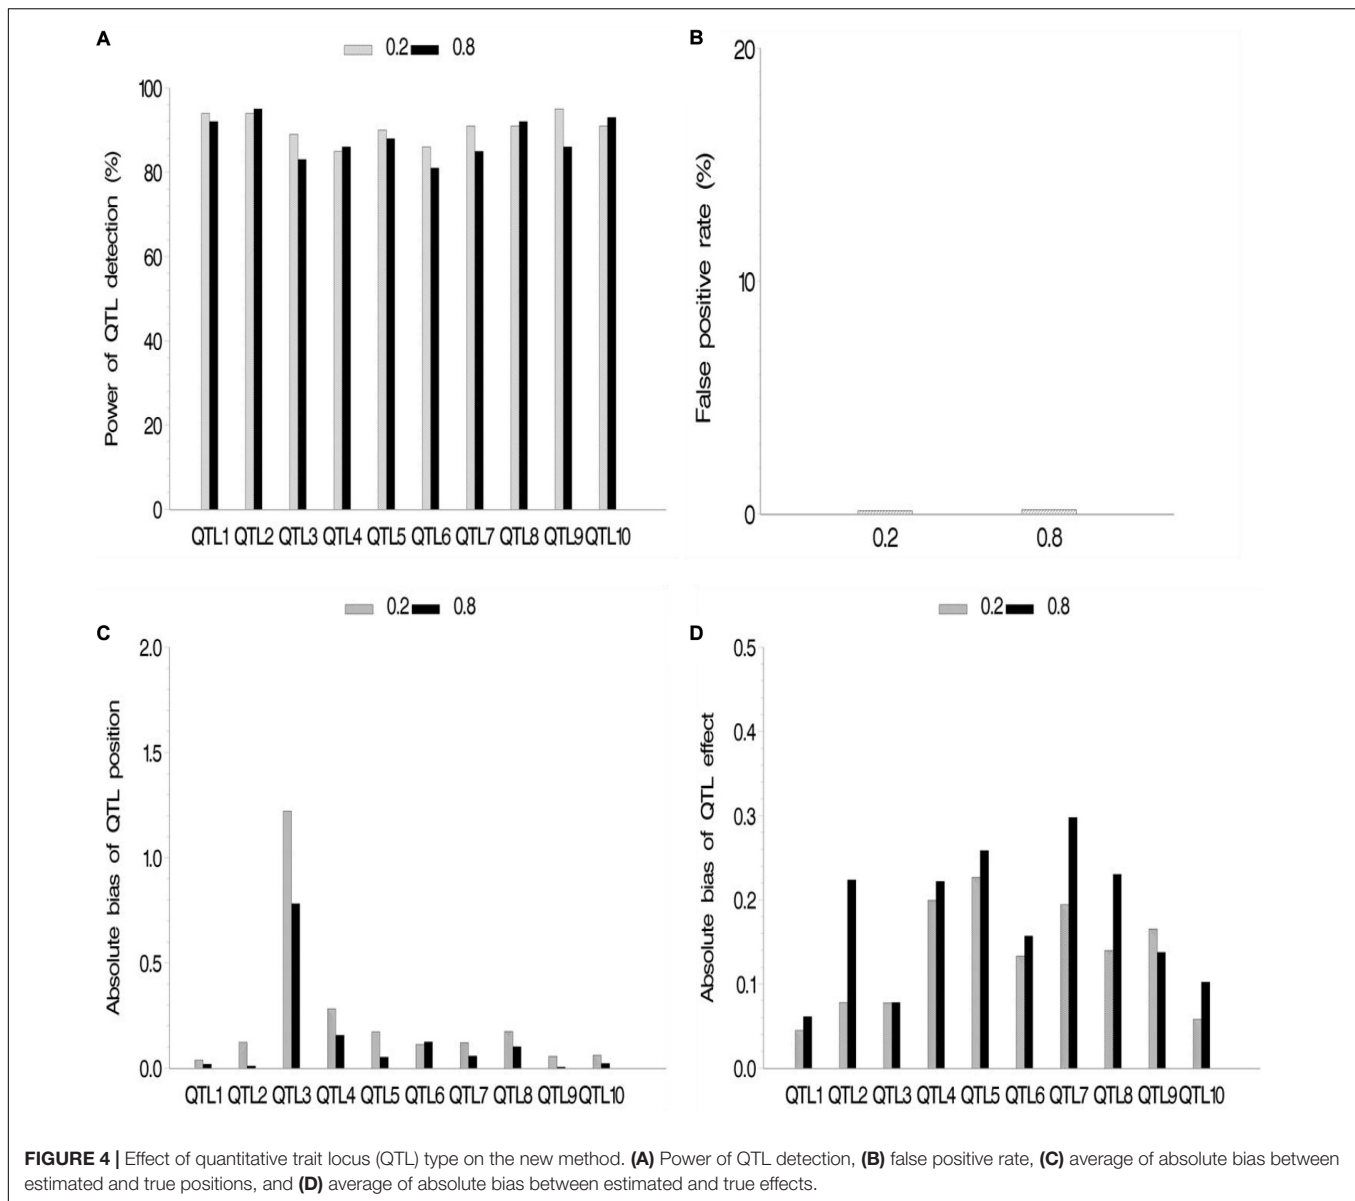 A
0.2 0.8
100
80
60
40
20
0
Power of QTL detection (%)
QTL1 QTL2 QTL3 QTL4 QTL5 QTL6 QTL7 QTL8 QTL9 QTL10
B
20
10
0
False positive rate (%)
0.2 0.8
C
0.2 0.8
2.0
1.5
1.0
0.5
0.0
Absolute bias of QTL position
QTL1 QTL2 QTL3 QTL4 QTL5 QTL6 QTL7 QTL8 QTL9 QTL10
D
0.2 0.8
0.5
0.4
0.3
0.2
0.1
0.0
Absolute bias of QTL effect
QTL1 QTL2 QTL3 QTL4 QTL5 QTL6 QTL7 QTL8 QTL9 QTL10
FIGURE 4 | Effect of quantitative trait locus (QTL) type on the new method. (A) Power of QTL detection, (B) false positive rate, (C) average of absolute bias between
estimated and true positions, and (D) average of absolute bias between estimated and true effects.